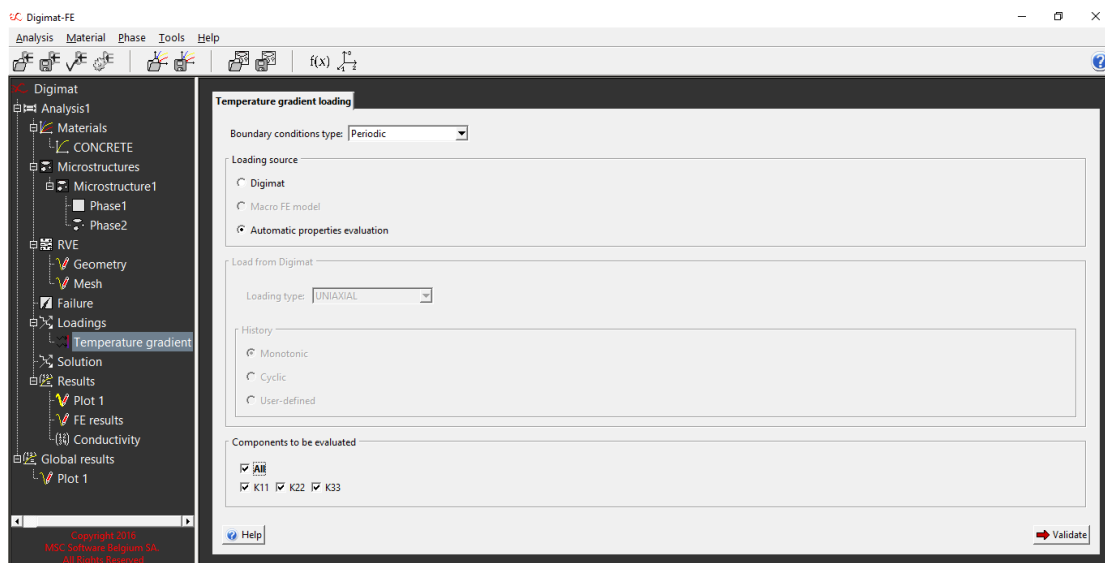 Digimat-FE
Analysis Material Phase Tools Help
f(x)
Digimat
Analysis1
Materials
CONCRETE
Microstructures
Microstructure1
Phase1
Phase2
RVE
Geometry
Mesh
Failure
Loadings
Temperature gradient
Solution
Results
Plot 1
FE results
Conductivity
Global results
Plot 1
Copyright 2016
MSC Software Belgium SA.
All Rights Reserved
Temperature gradient loading
Boundary conditions type: Periodic
Loading source
Digimat
Macro FE model
Automatic properties evaluation
Load from Digimat
Loading type: UNIAXIAL
History
Monotonic
Cyclic
User-defined
Components to be evaluated
All
K11 K22 K33
Help
Validate